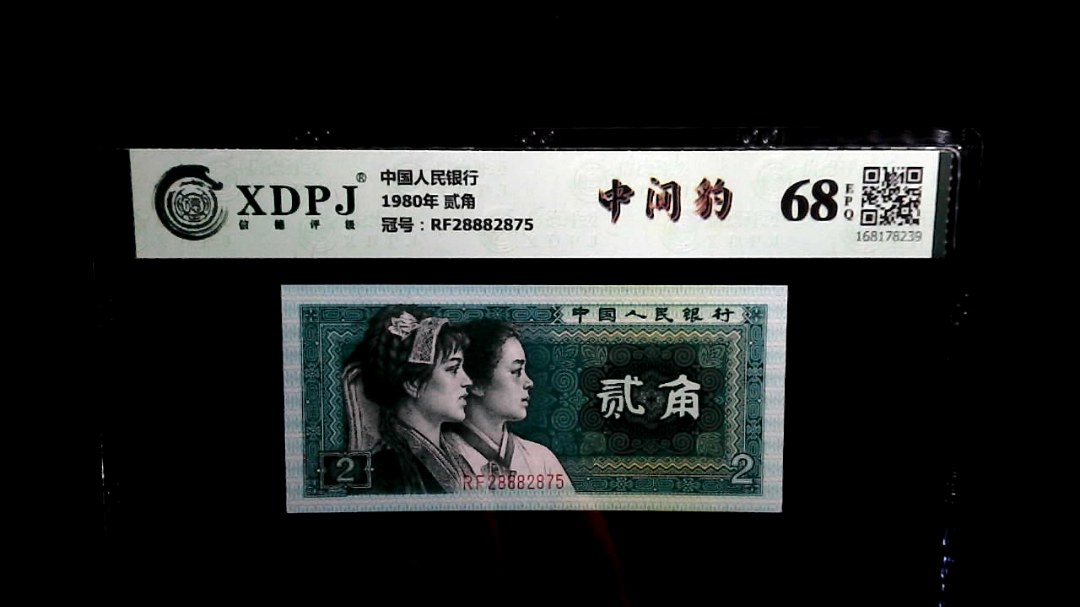 XDPJ®
信德评级
中国人民银行
1980年 贰角
冠号：RF28882875
中间豹
68
EPQ
168178239
中国人民银行
贰角
2
2
RF28882875